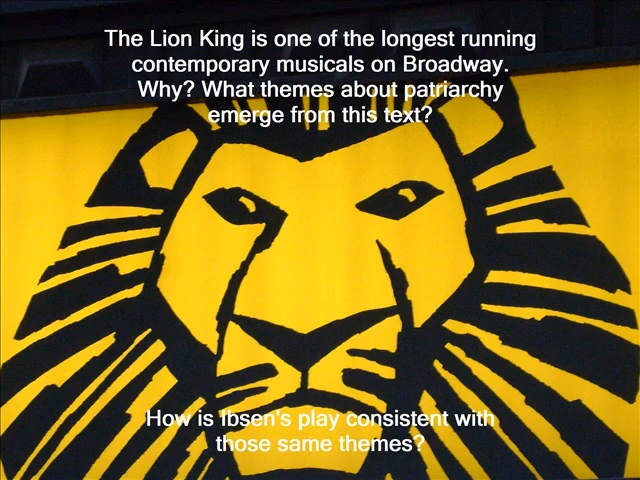 The Lion King is one of the longest running
contemporary musicals on Broadway.
Why? What themes about patriarchy
emerge from this text?
How is Ibsen's play consistent with
those same themes?